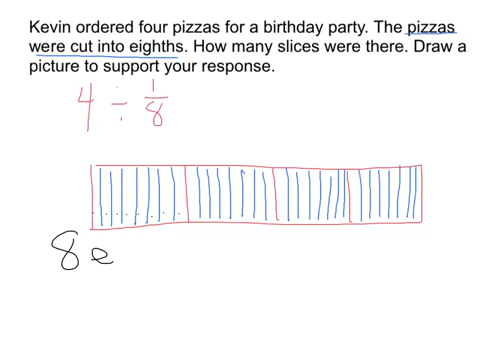 Kevin ordered four pizzas for a birthday party. The pizzas
were cut into eighths. How many slices were there. Draw a
picture to support your response.
4 ÷ 1/8
8 e